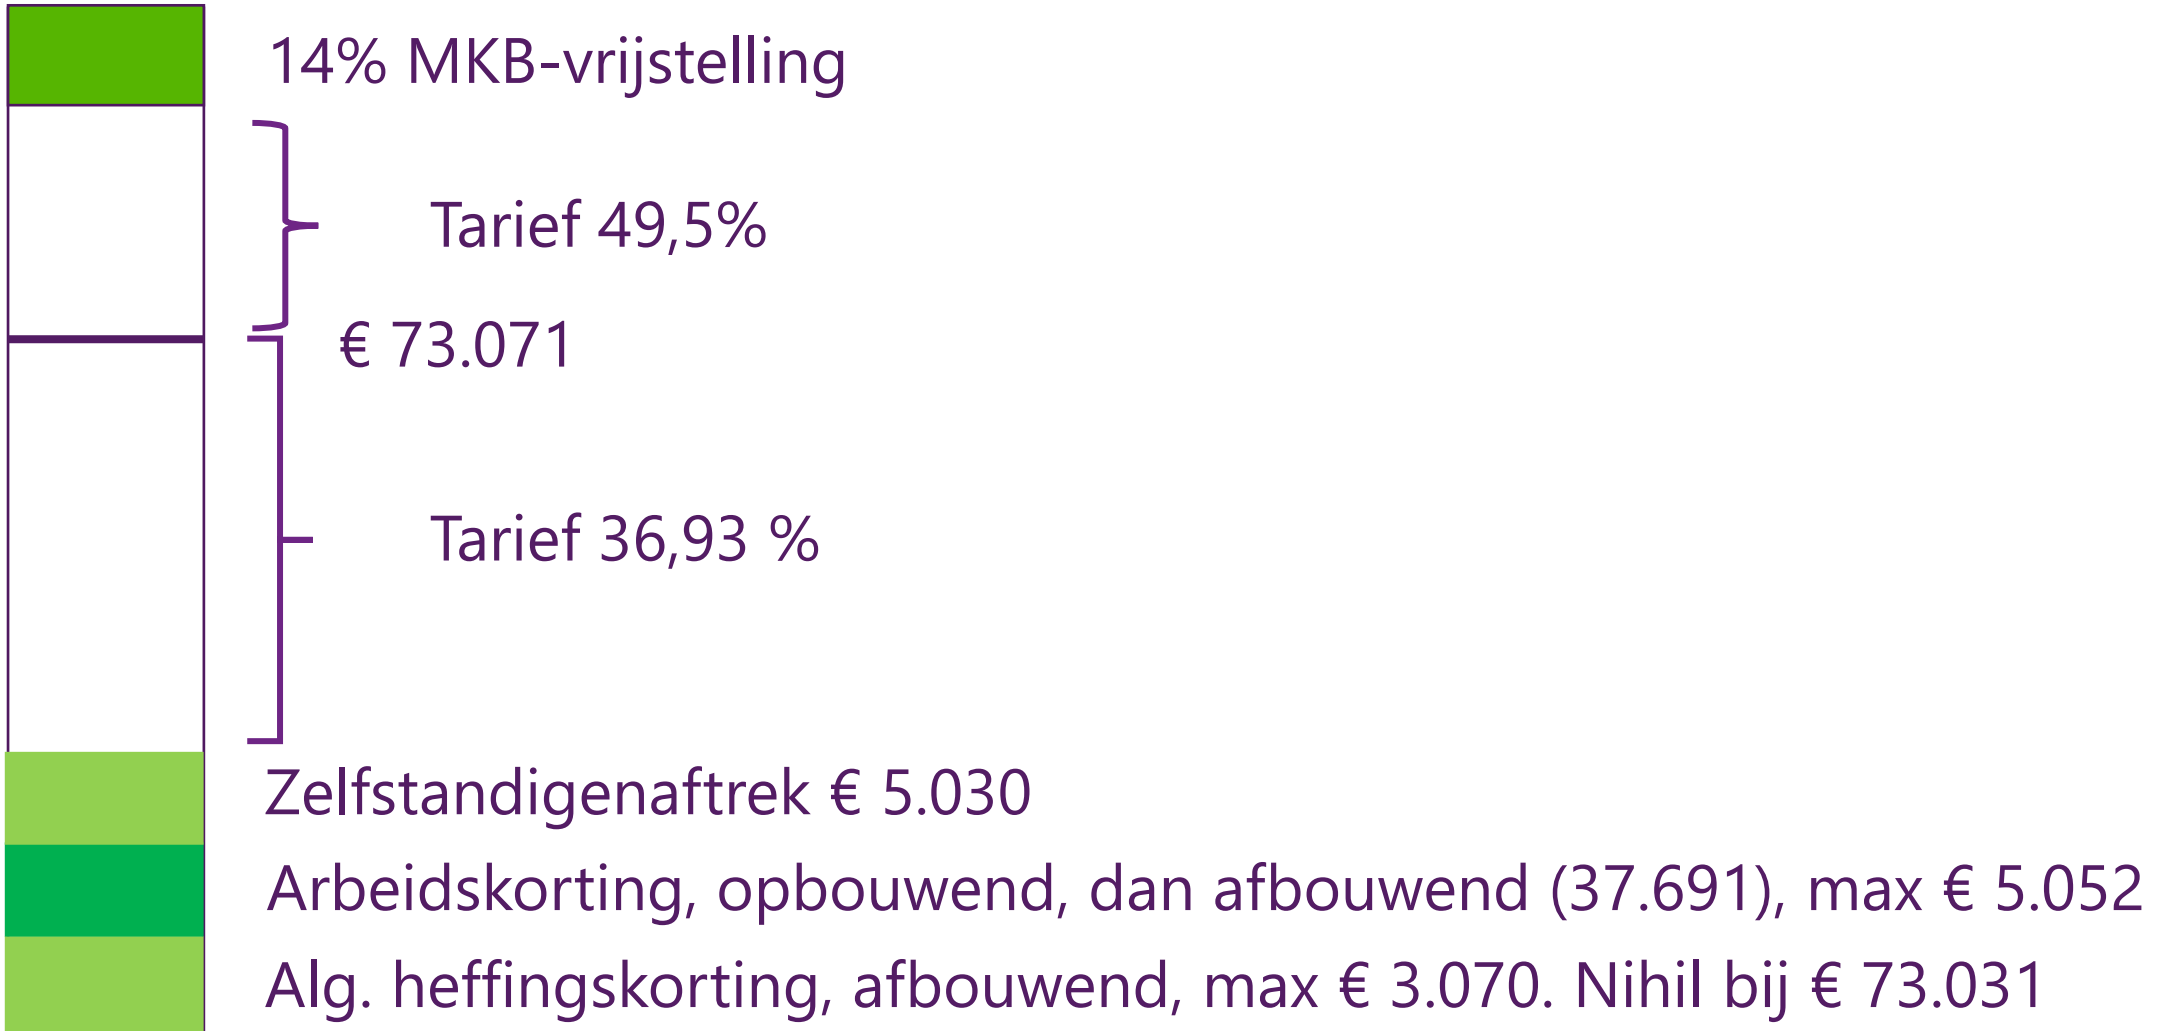 14% MKB-vrijstelling
Tarief 49,5%
€ 73.071
Tarief 36,93 %
Zelfstandigenaftrek € 5.030
Arbeidskorting, opbouwend, dan afbouwend (37.691), max € 5.052
Alg. heffingskorting, afbouwend, max € 3.070. Nihil bij € 73.031